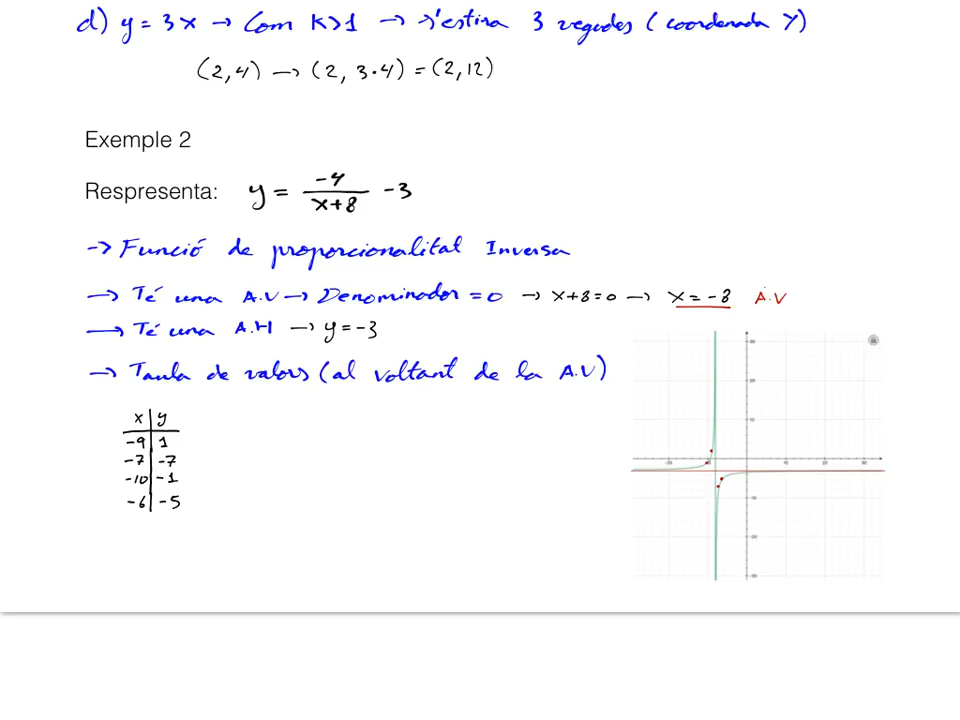 d) y = 3x → Com K>1 → s'estira 3 vegades (coordenada Y)
(2,4) → (2, 3·4) = (2,12)
Exemple 2
Respresenta: y = -4/(x+8) -3
→ Funció de proporcionalitat Inversa
→ Té una A.V → Denominador = 0 → x+8=0 → x = -8 A.V
→ Té una A.H → y = -3
→ Taula de valors (al voltant de la A.V)
x | y
-9 | 1
-7 | -7
-10 | -1
-6 | -5